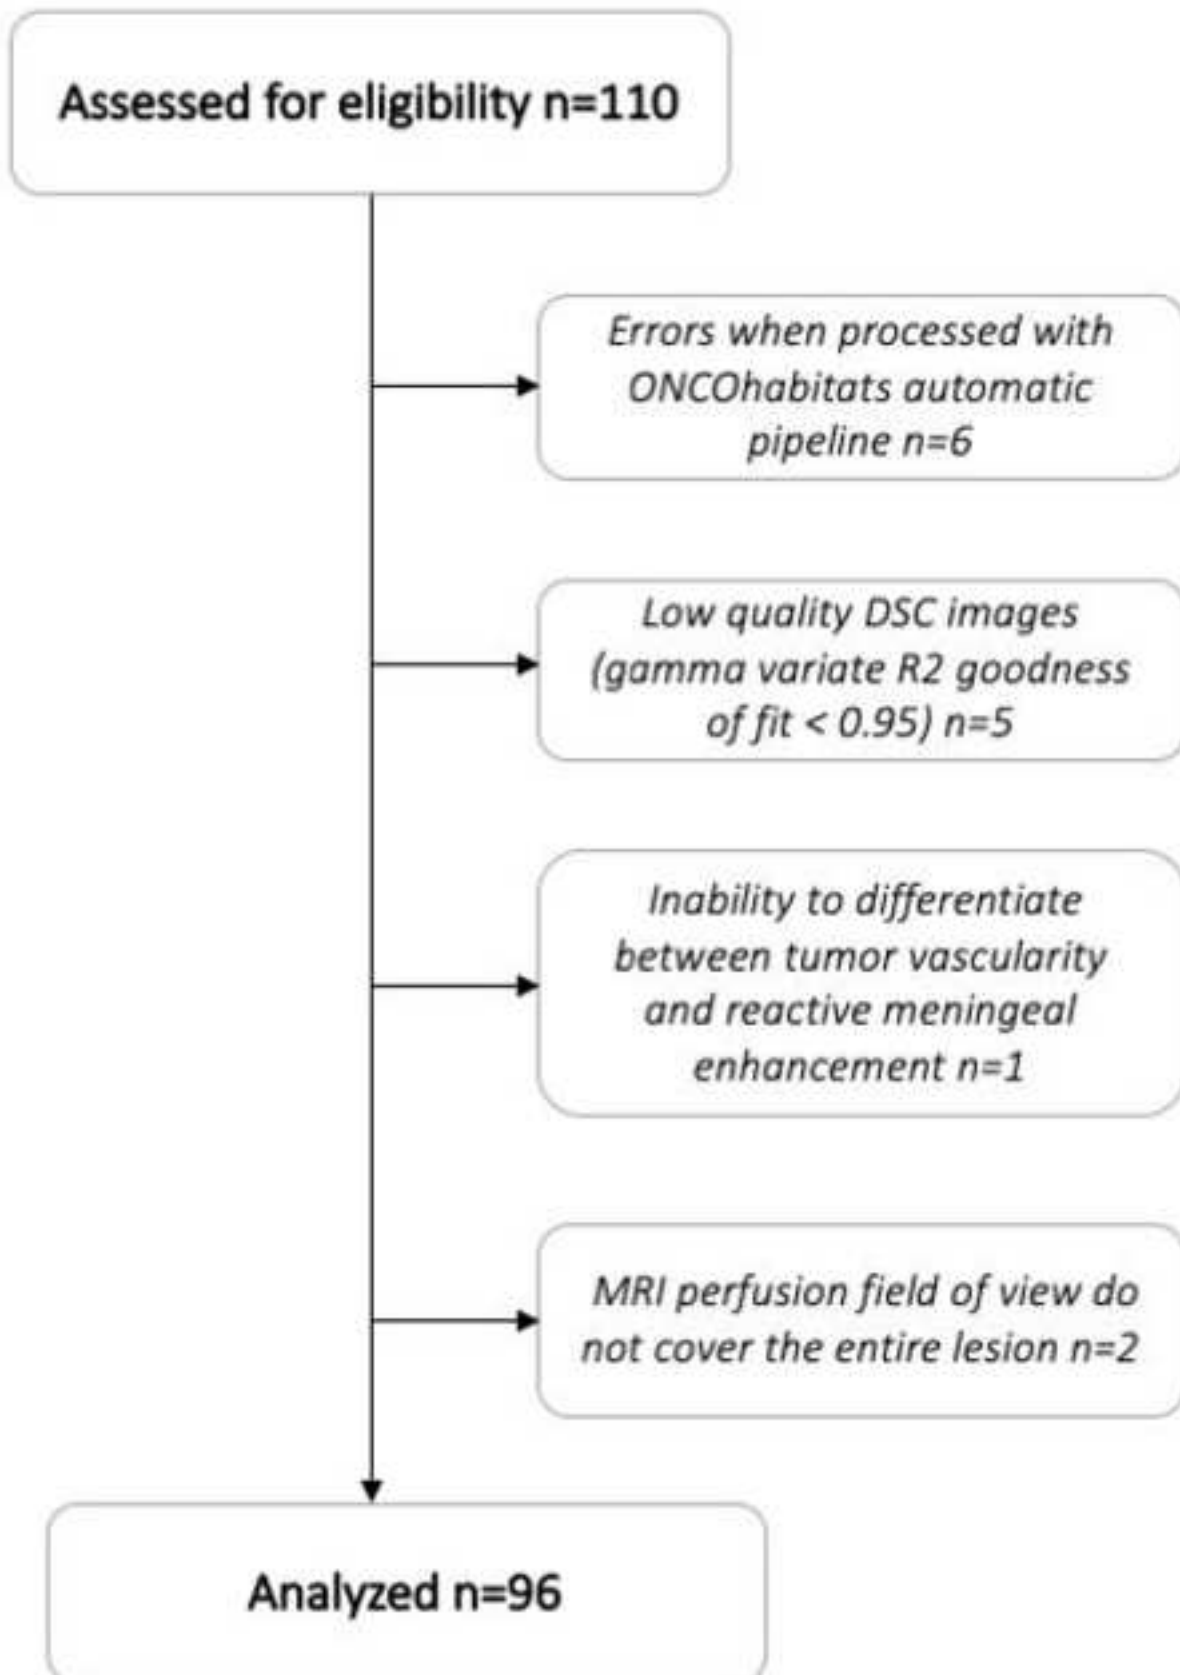 Assessed for eligibility n=110
Errors when processed with
ONCOhabitats automatic
pipeline n=6
Low quality DSC images
(gamma variate R2 goodness
of fit < 0.95) n=5
Inability to differentiate
between tumor vascularity
and reactive meningeal
enhancement n=1
MRI perfusion field of view do
not cover the entire lesion n=2
Analyzed n=96